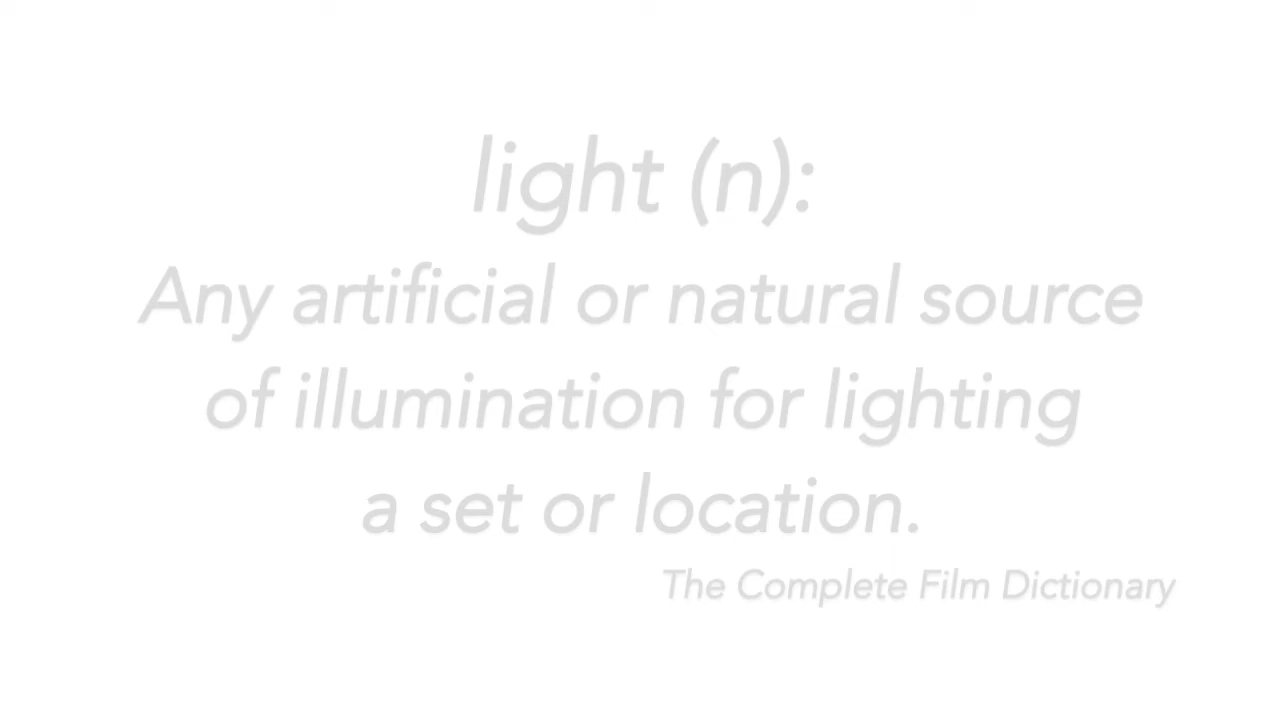 light (n):
Any artificial or natural source
of illumination for lighting
a set or location.
The Complete Film Dictionary